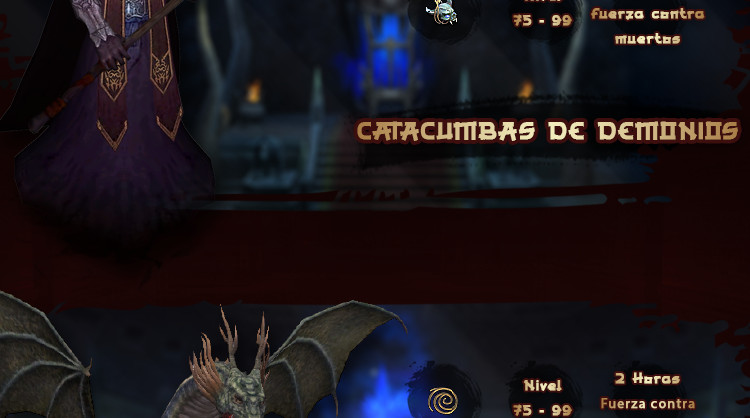 75 - 99
fuerza contra
muertos
CATACUMBAS DE DEMONIOS
Nivel
2 Horas
75 - 99
Fuerza contra